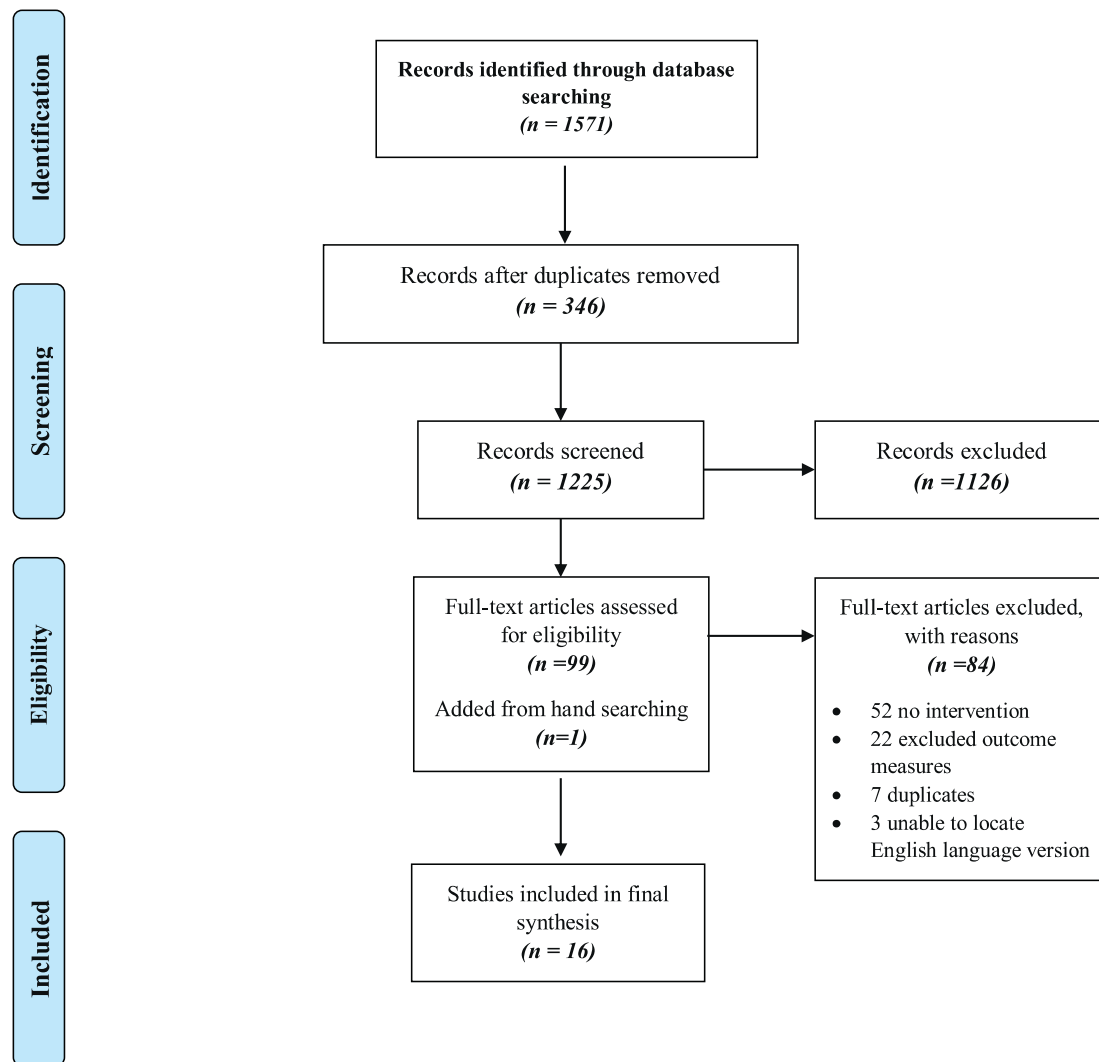 Identification
Records identified through database
searching
(n = 1571)
Records after duplicates removed
(n = 346)
Screening
Records screened
(n = 1225)
Records excluded
(n =1126)
Eligibility
Full-text articles assessed
for eligibility
(n =99)
Added from hand searching
(n=1)
Full-text articles excluded,
with reasons
(n =84)
• 52 no intervention
• 22 excluded outcome
measures
• 7 duplicates
• 3 unable to locate
English language version
Included
Studies included in final
synthesis
(n = 16)